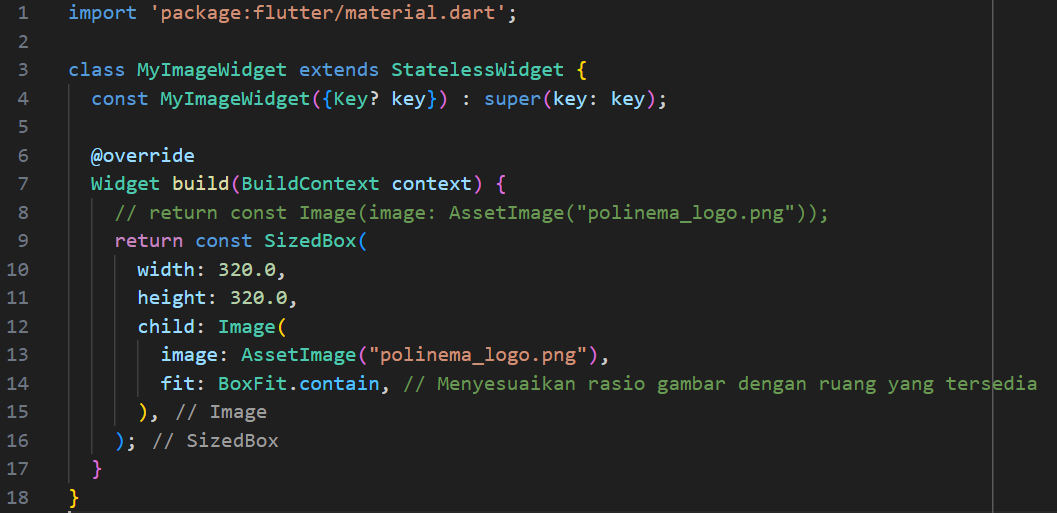 1 import 'package:flutter/material.dart';
2
3 class MyImageWidget extends StatelessWidget {
4   const MyImageWidget({Key? key}) : super(key: key);
5
6   @override
7   Widget build(BuildContext context) {
8     // return const Image(image: AssetImage("polinema_logo.png"));
9     return const SizedBox(
10       width: 320.0,
11       height: 320.0,
12       child: Image(
13         image: AssetImage("polinema_logo.png"),
14         fit: BoxFit.contain, // Menyesuaikan rasio gambar dengan ruang yang tersedia
15       ), // Image
16     ); // SizedBox
17   }
18 }